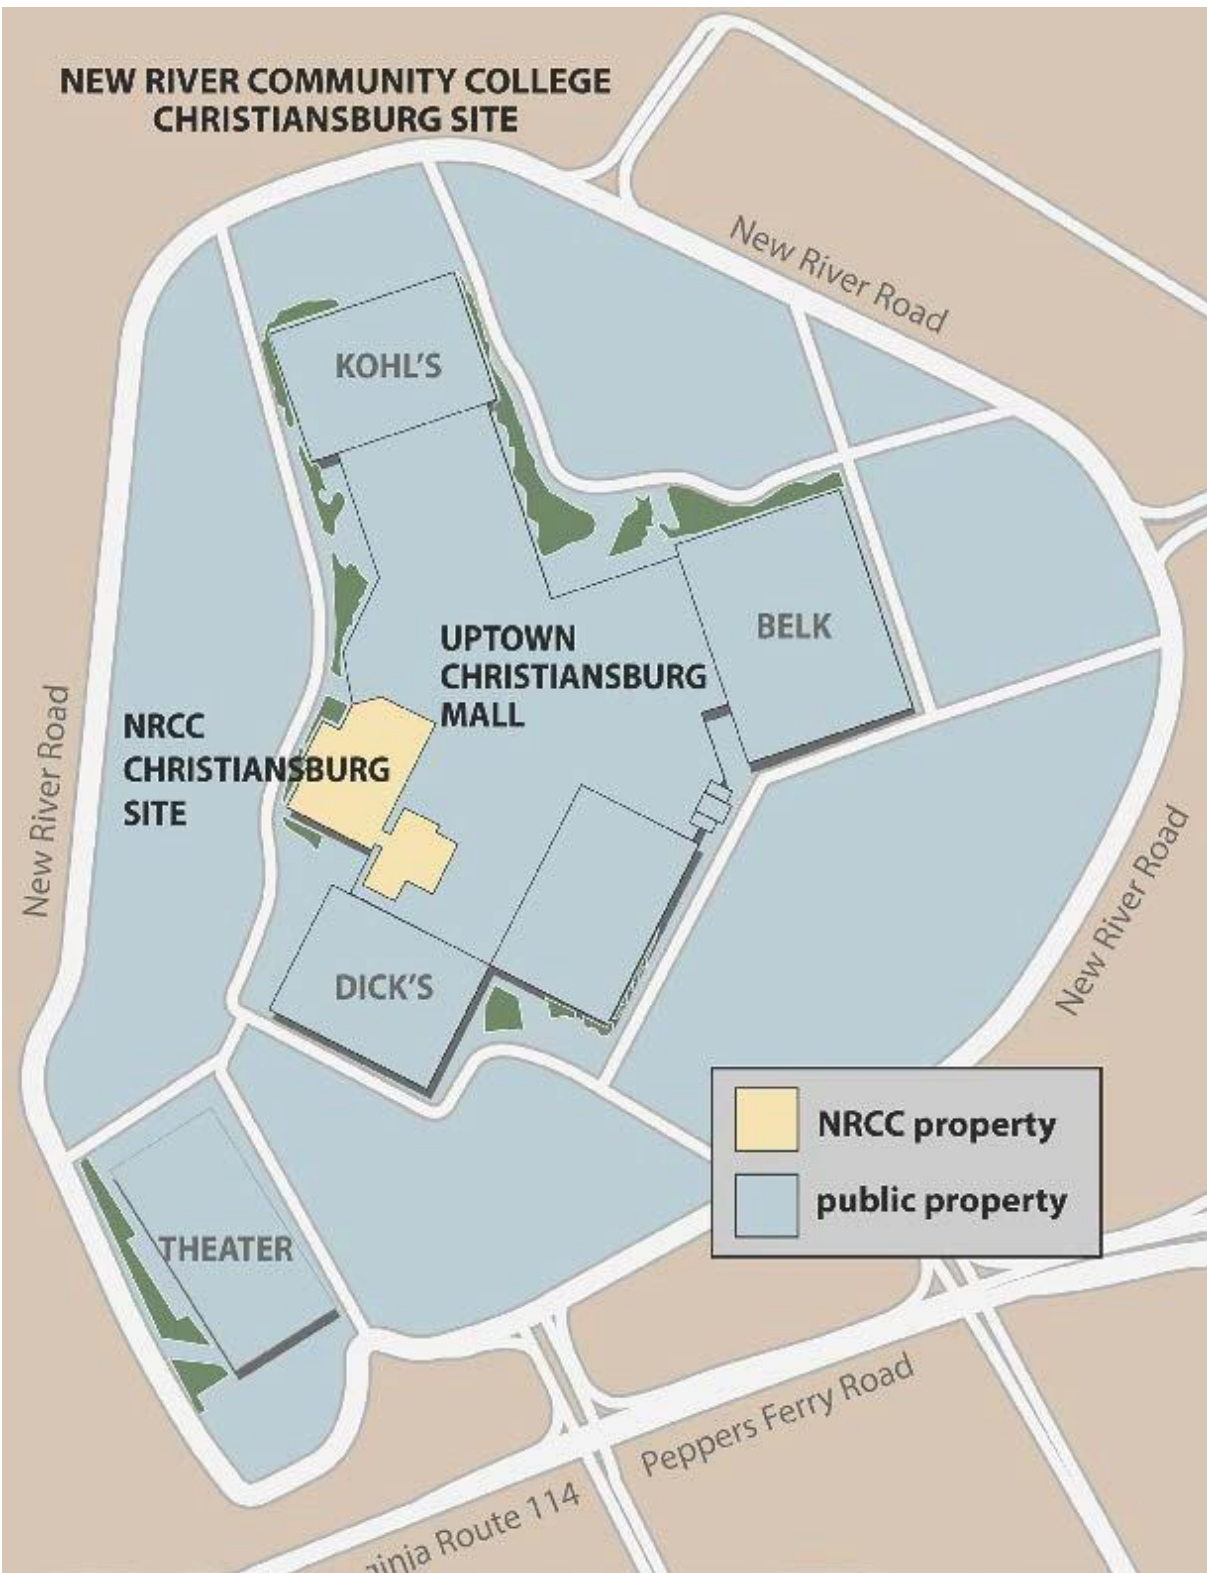 NEW RIVER COMMUNITY COLLEGE
CHRISTIANSBURG SITE
New River Road
KOHL'S
BELK
UPTOWN
CHRISTIANSBURG
MALL
NRCC
CHRISTIANSBURG
SITE
New River Road
New River Road
DICK'S
NRCC property
public property
THEATER
Peppers Ferry Road
Route 114